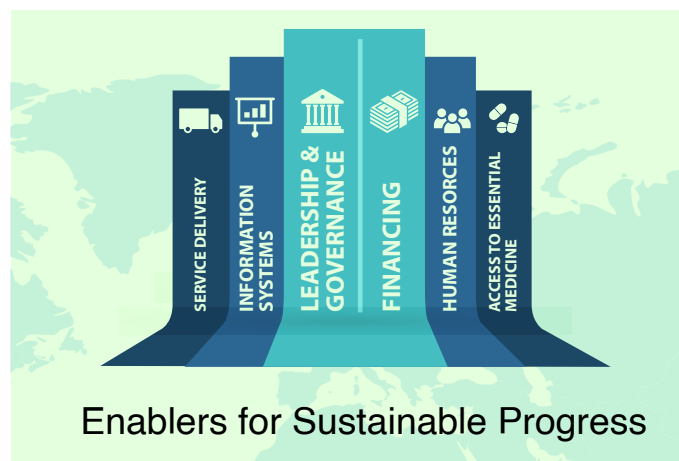 SERVICE DELIVERY
INFORMATION
SYSTEMS
LEADERSHIP &
GOVERNANCE
FINANCING
HUMAN RESORCES
ACCESS TO ESSENTIAL
MEDICINE
Enablers for Sustainable Progress